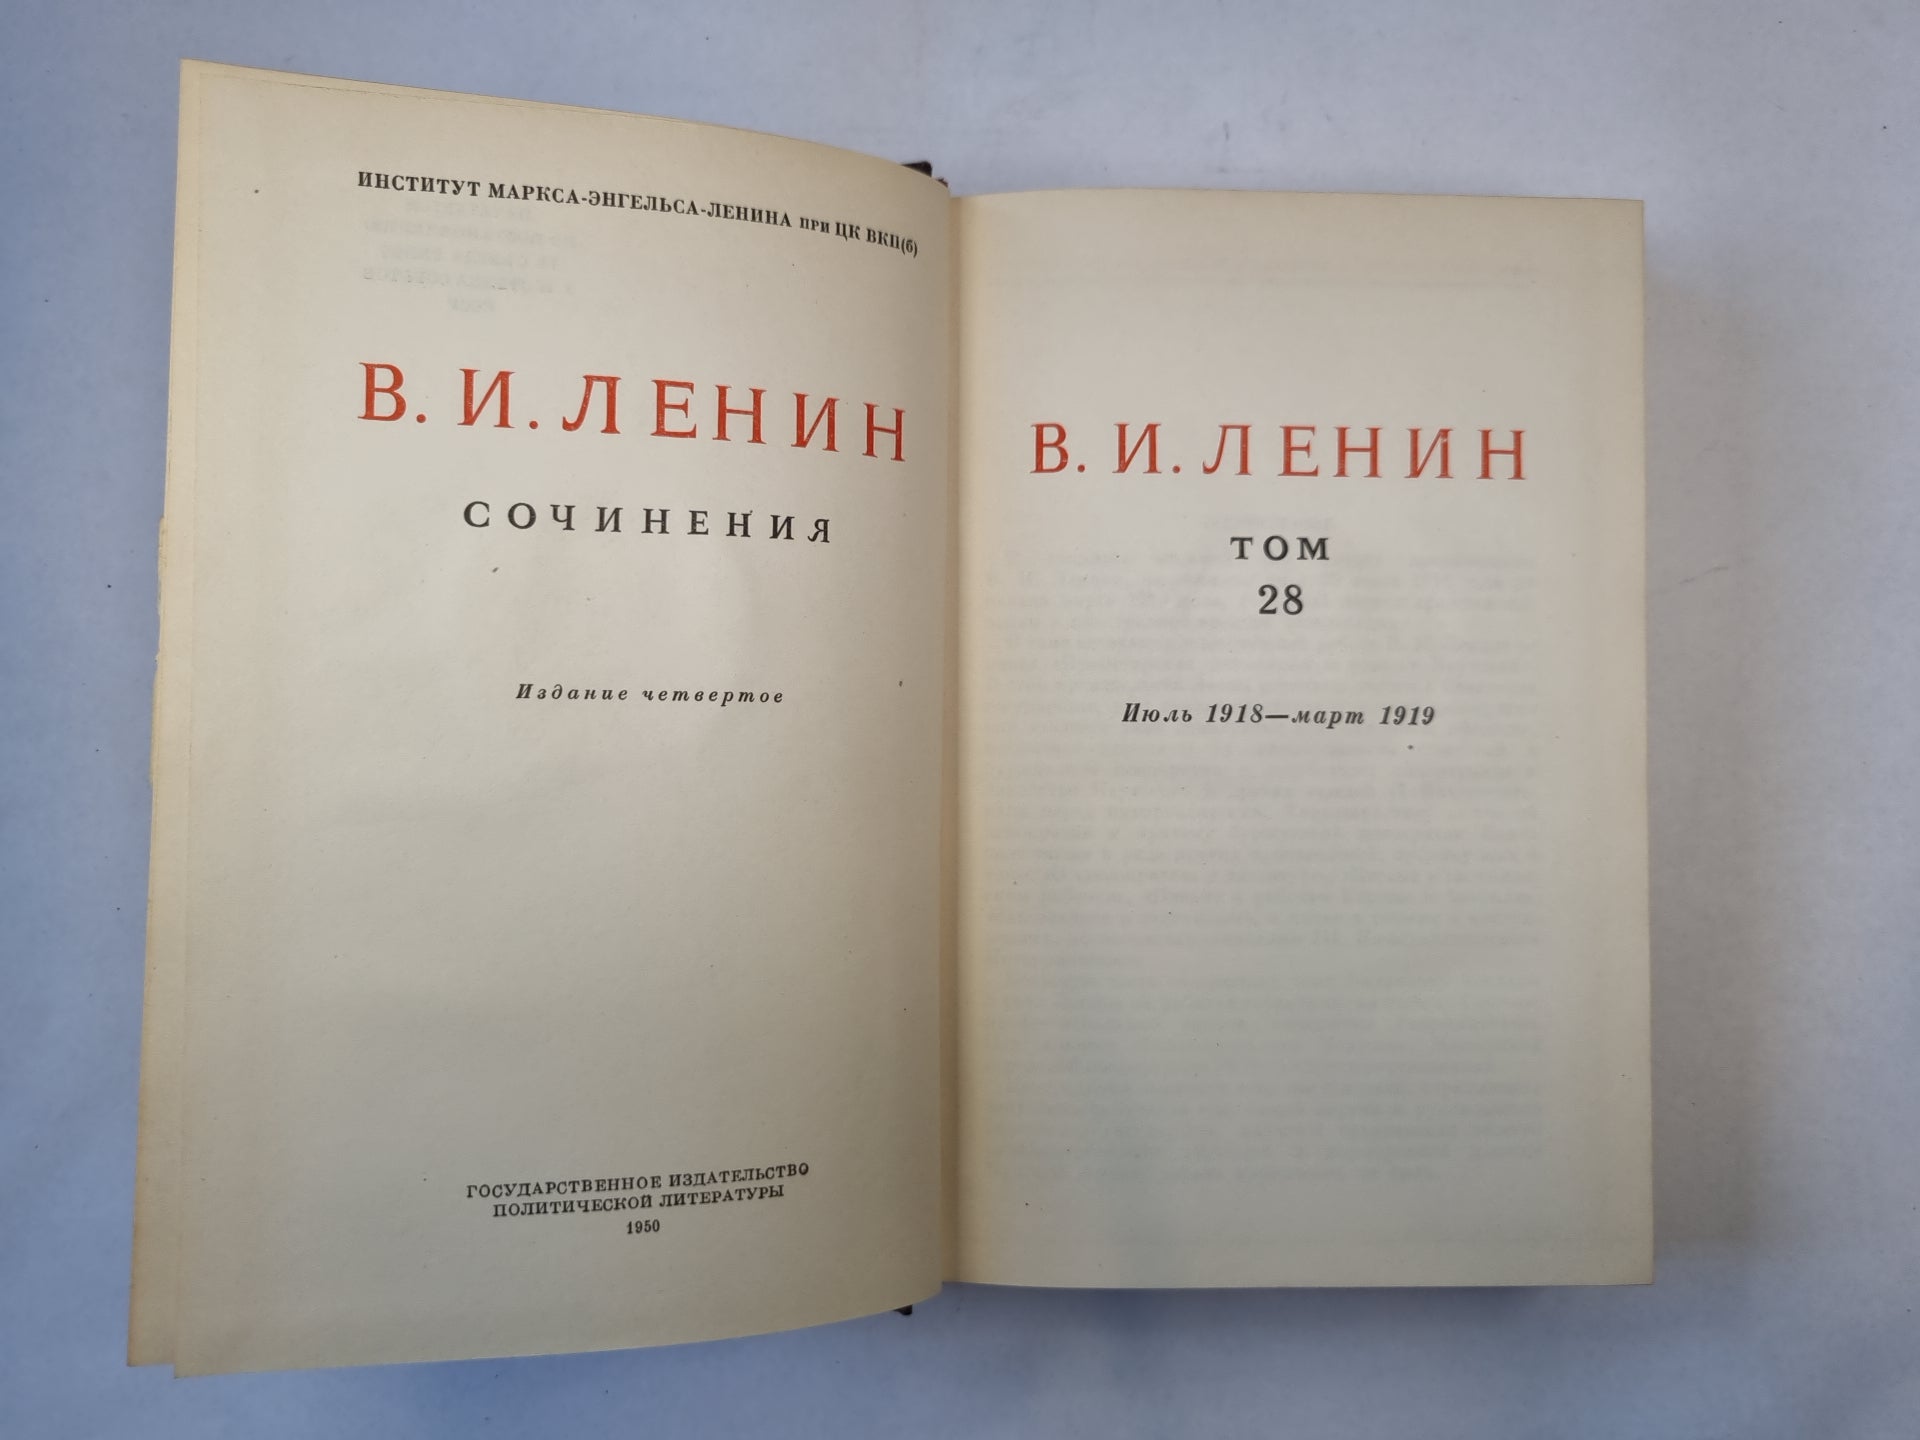 ИНСТИТУТ МАРКСА-ЭНГЕЛЬСА-ЛЕНИНА ПРИ ЦК ВКП(б)
В. И. ЛЕНИН
СОЧИНЕНИЯ
Издание четвертое
ГОСУДАРСТВЕННОЕ ИЗДАТЕЛЬСТВО
ПОЛИТИЧЕСКОЙ ЛИТЕРАТУРЫ
1950
В. И. ЛЕНИН
ТОМ
28
Июль 1918—март 1919